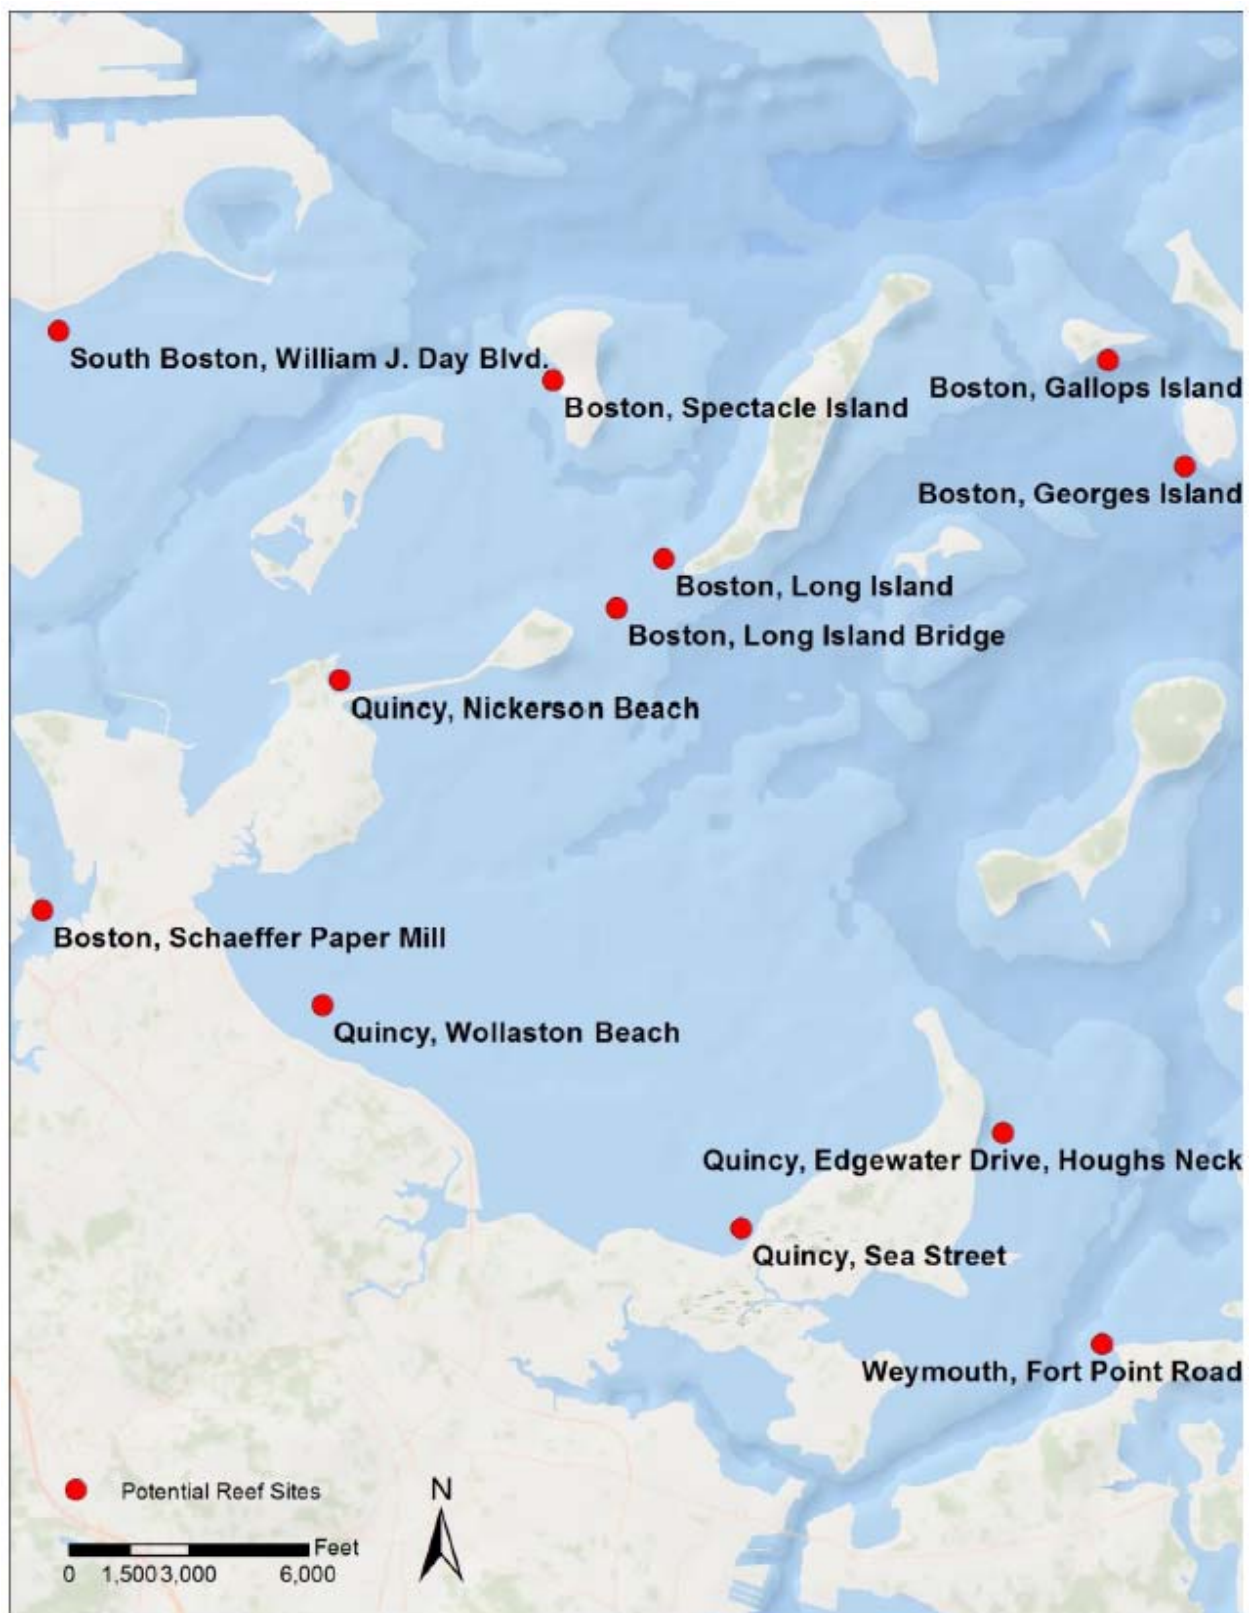 South Boston, William J. Day Blvd.
Boston, Spectacle Island
Boston, Gallops Island
Boston, Georges Island
Boston, Long Island
Boston, Long Island Bridge
Quincy, Nickerson Beach
Boston, Schaeffer Paper Mill
Quincy, Wollaston Beach
Quincy, Edgewater Drive, Houghs Neck
Quincy, Sea Street
Weymouth, Fort Point Road
Potential Reef Sites
N
Feet
0 1,500 3,000 6,000